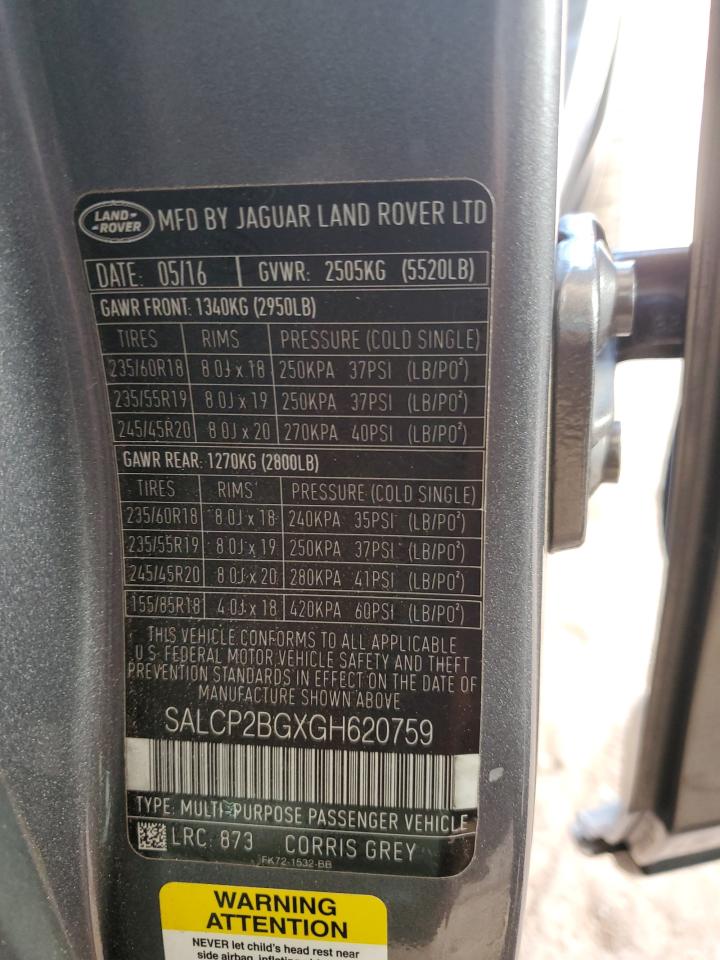 LAND-
-ROVER
MFD BY JAGUAR LAND ROVER LTD
DATE: 05/16 GVWR: 2505KG (5520LB)
GAWR FRONT: 1340KG (2950LB)
TIRES RIMS PRESSURE (COLD SINGLE)
235/60R18 8.0J x 18 250KPA 37PSI (LB/PO²)
235/55R19 8.0J x 19 250KPA 37PSI (LB/PO²)
245/45R20 8.0J x 20 270KPA 40PSI (LB/PO²)
GAWR REAR: 1270KG (2800LB)
TIRES RIMS PRESSURE (COLD SINGLE)
235/60R18 8.0J x 18 240KPA 35PSI (LB/PO²)
235/55R19 8.0J x 19 250KPA 37PSI (LB/PO²)
245/45R20 8.0J x 20 280KPA 41PSI (LB/PO²)
155/85R18 4.0J x 18 420KPA 60PSI (LB/PO²)
THIS VEHICLE CONFORMS TO ALL APPLICABLE
U.S. FEDERAL MOTOR VEHICLE SAFETY AND THEFT
PREVENTION STANDARDS IN EFFECT ON THE DATE OF
MANUFACTURE SHOWN ABOVE
SALCP2BGXGH620759
TYPE: MULTI-PURPOSE PASSENGER VEHICLE
LRC: 873 CORRIS GREY
FK72-1532-BB
WARNING
ATTENTION
NEVER let child's head rest near
side airbag, inflating